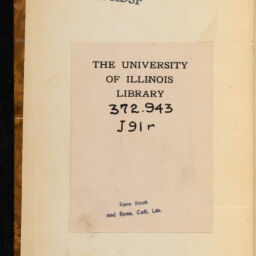 THE UNIVERSITY
OF ILLINOIS
LIBRARY
372.943
J91r
Rare Book
and Spec. Coll. Lib.